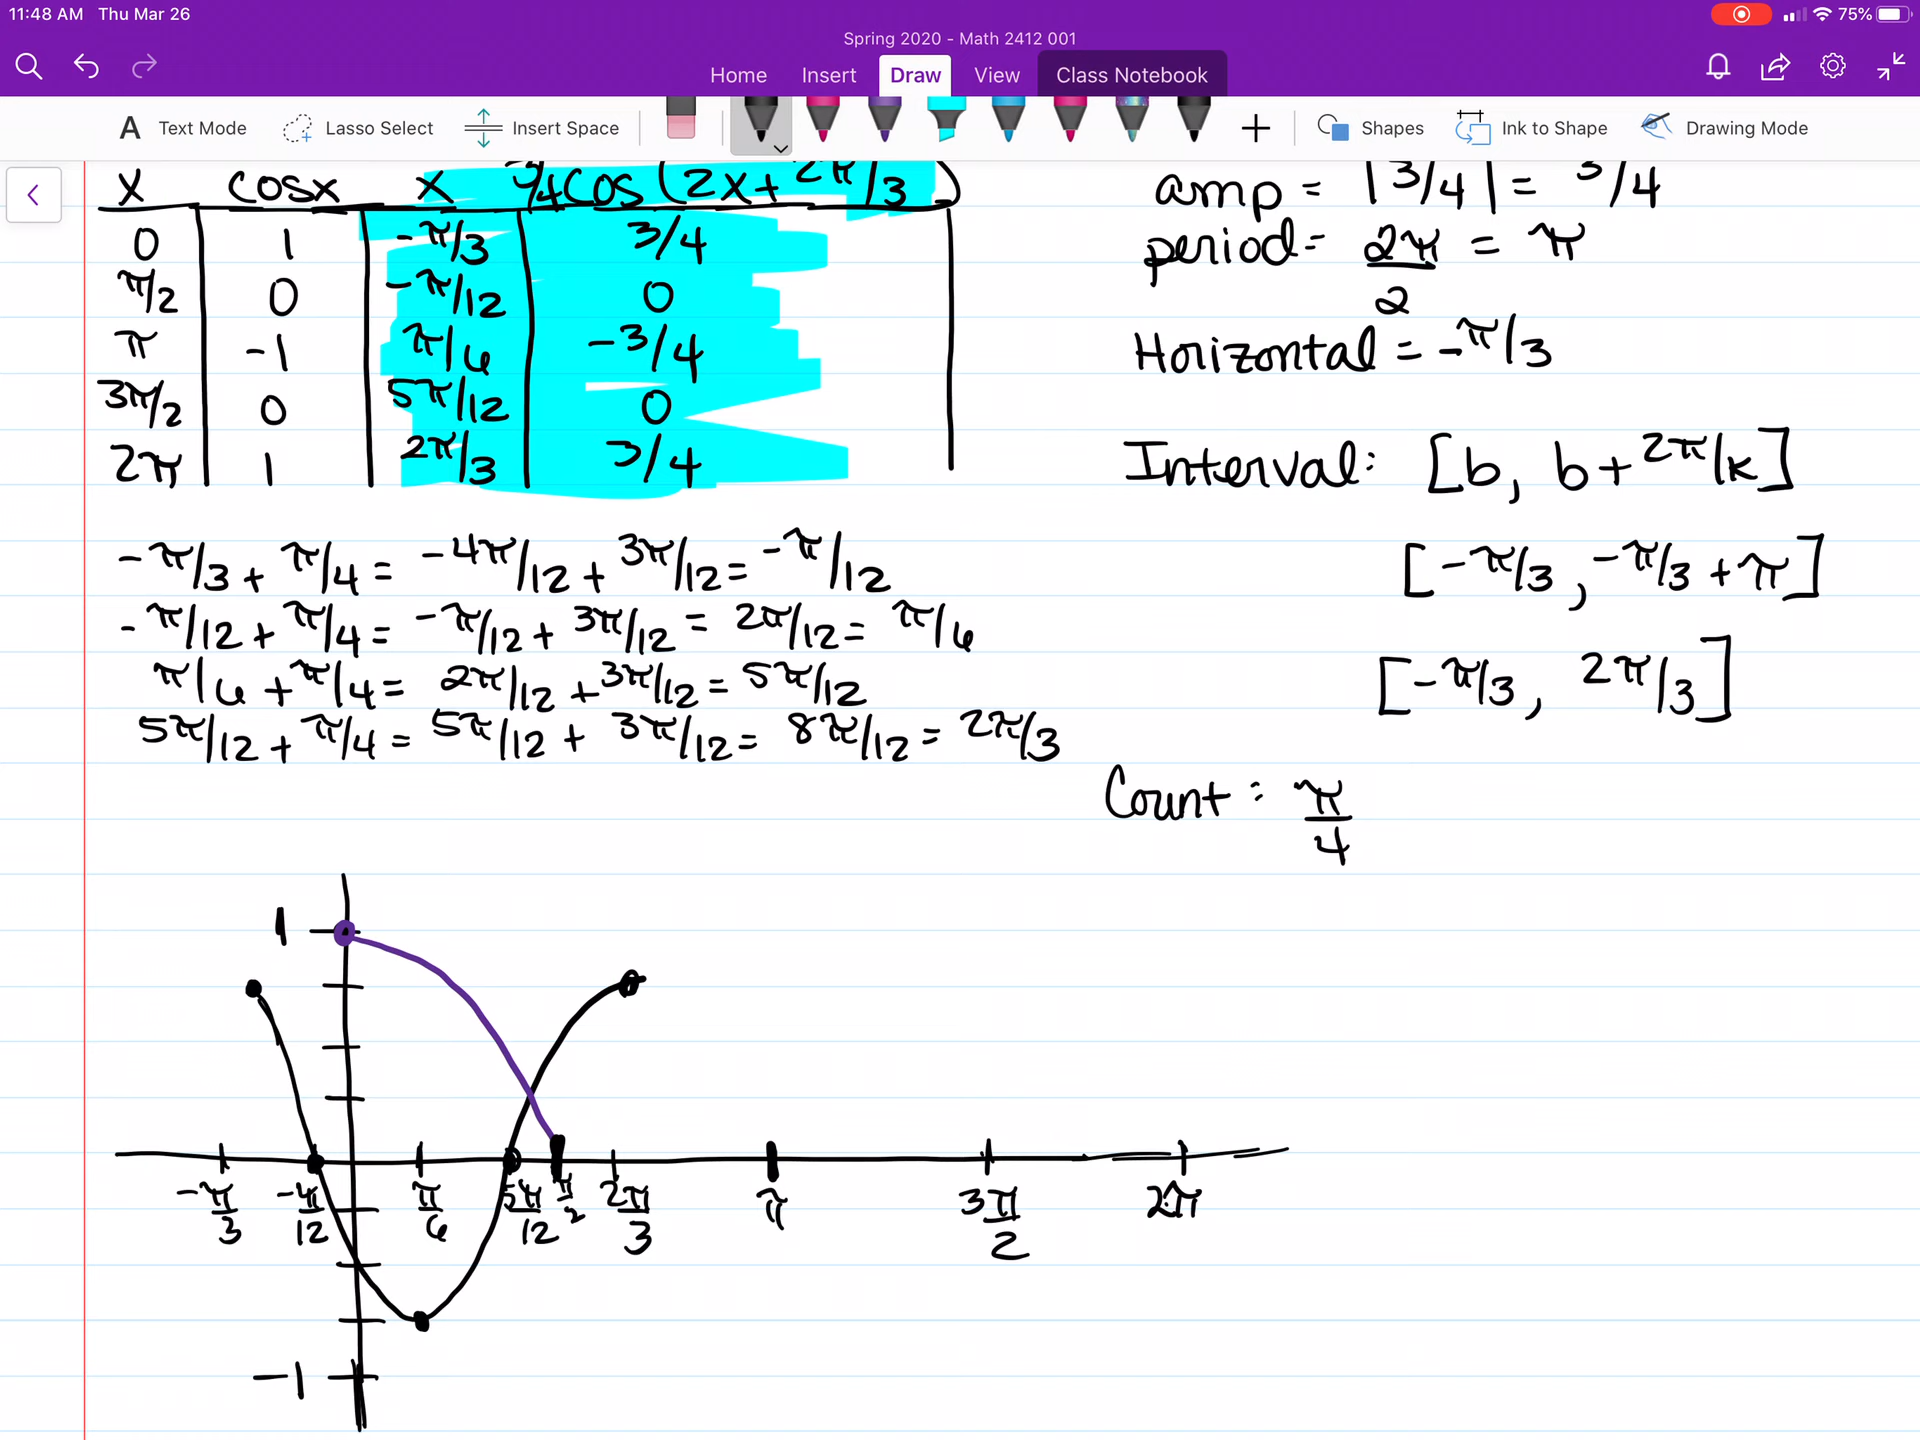 11:48 AM Thu Mar 26
75%
Spring 2020 - Math 2412 001
Home Insert Draw View Class Notebook
A Text Mode Lasso Select Insert Space Shapes Ink to Shape Drawing Mode
x cosx x 3/4cos(2x+2π/3)
0 1 -π/3 3/4
π/2 0 -π/12 0
π -1 π/6 -3/4
3π/2 0 5π/12 0
2π 1 2π/3 3/4
amp = |3/4| = 3/4
period = 2π/2 = π
Horizontal = -π/3
Interval: [b, b+2π/k]
[-π/3, -π/3+π]
[-π/3, 2π/3]
-π/3 + π/4 = -4π/12 + 3π/12 = -π/12
-π/12 + π/4 = -π/12 + 3π/12 = 2π/12 = π/6
π/6 + π/4 = 2π/12 + 3π/12 = 5π/12
5π/12 + π/4 = 5π/12 + 3π/12 = 8π/12 = 2π/3
Count = π/4
1
-π/3 π/6 5π/12 π/2 2π/3 π 3π/2 2π
-1